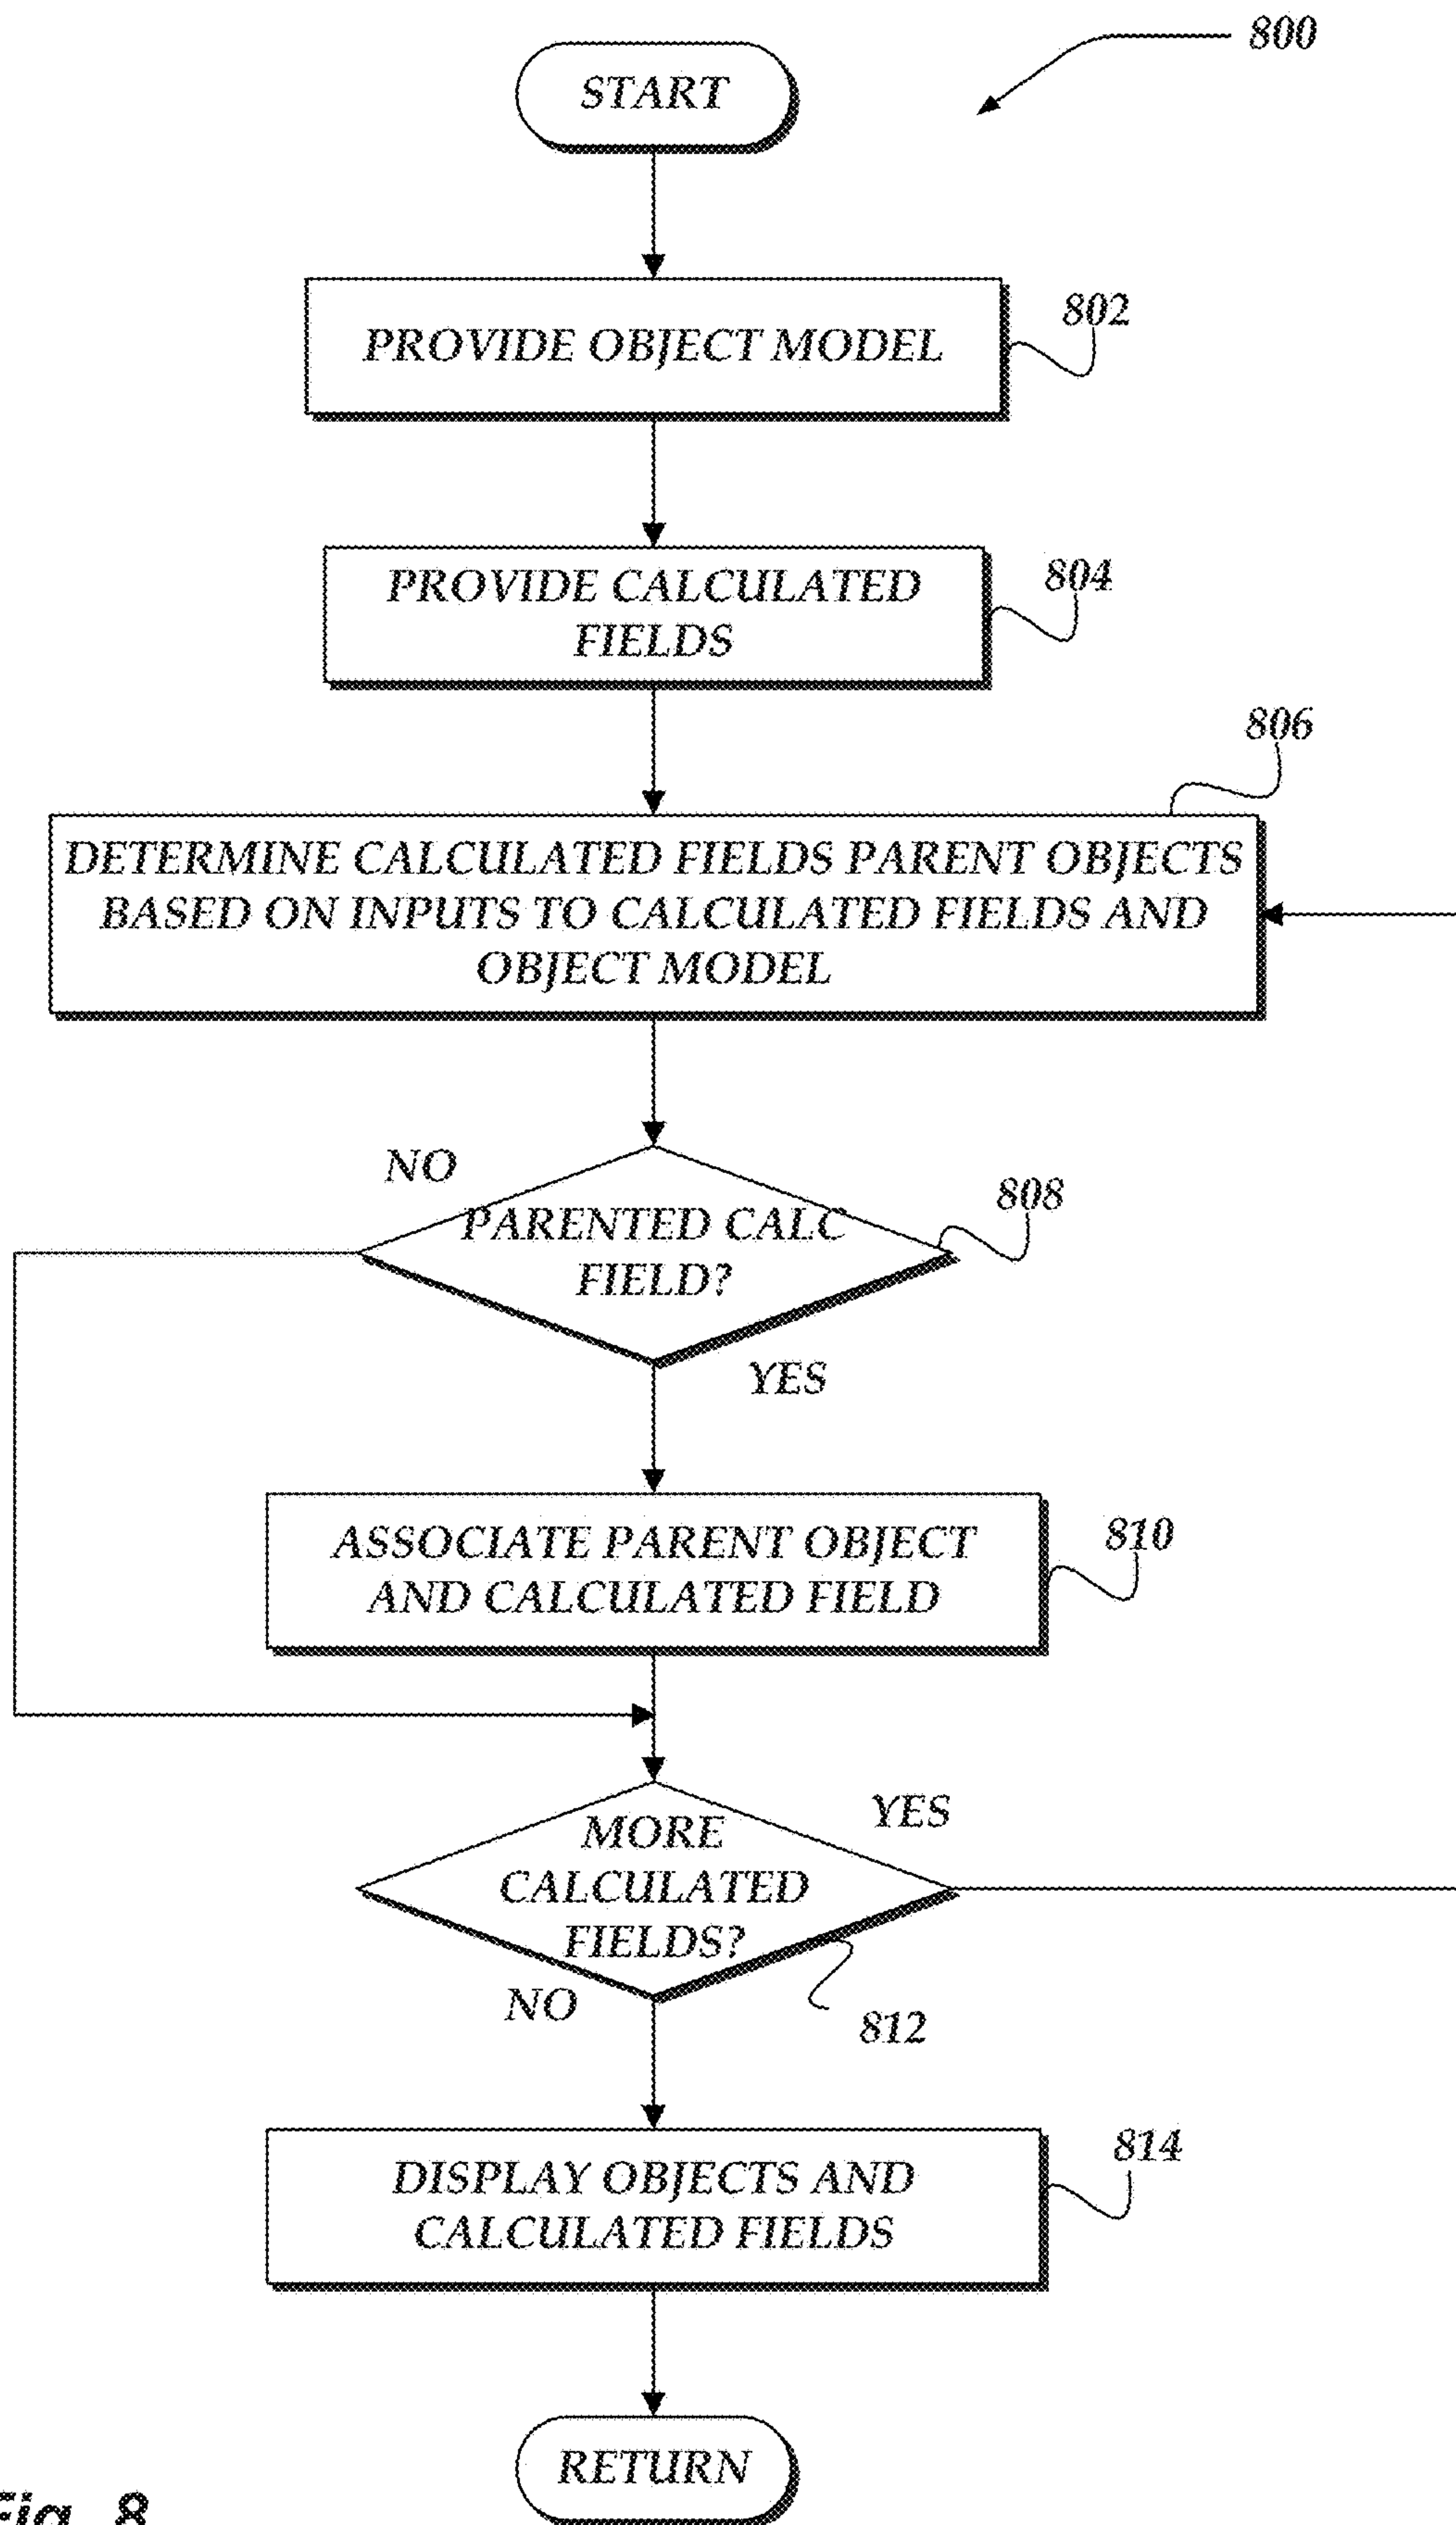 800
START
PROVIDE OBJECT MODEL
802
PROVIDE CALCULATED
FIELDS
804
806
DETERMINE CALCULATED FIELDS PARENT OBJECTS
BASED ON INPUTS TO CALCULATED FIELDS AND
OBJECT MODEL
NO
808
PARENTED CALC
FIELD?
YES
ASSOCIATE PARENT OBJECT
AND CALCULATED FIELD
810
YES
MORE
CALCULATED
FIELDS?
NO
812
DISPLAY OBJECTS AND
CALCULATED FIELDS
814
RETURN
Fig. 8